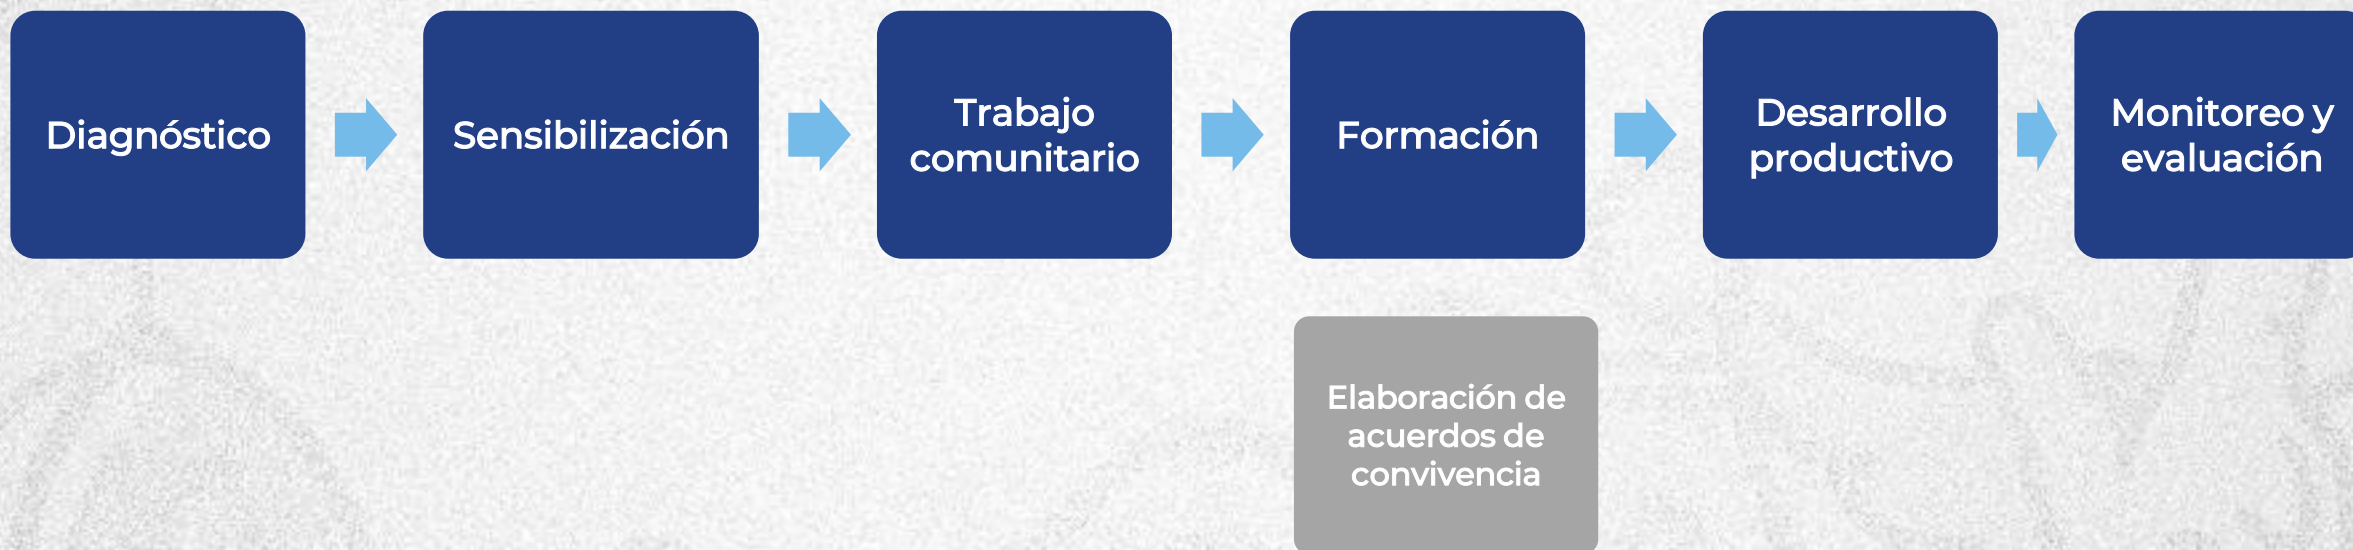 Diagnóstico
Sensibilización
Trabajo
comunitario
Formación
Desarrollo
productivo
Monitoreo y
evaluación
Elaboración de
acuerdos de
convivencia